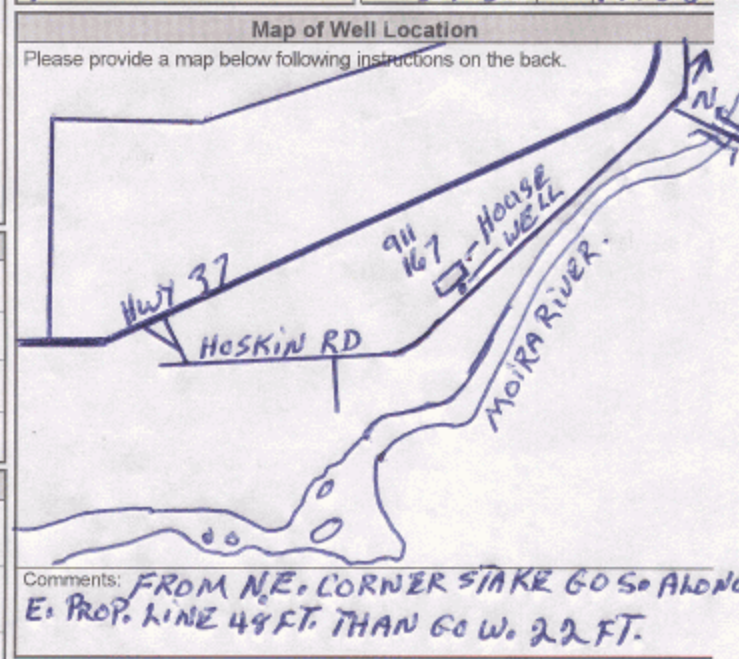 Map of Well Location
Please provide a map below following instructions on the back.
N.
HOUSE
WELL
911
167
HWY 37
HOSKIN RD
MOIRA RIVER.
Comments: FROM N.E. CORNER STAKE GO So ALONG
E. PROP. LINE 48 FT. THAN GO W. 22 FT.